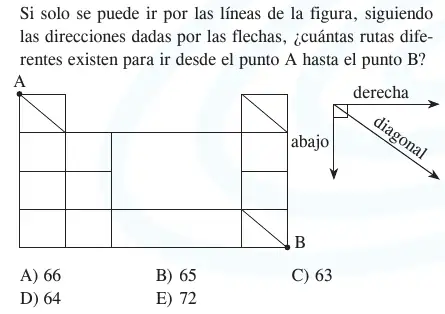 Si solo se puede ir por las líneas de la figura, siguiendo
las direcciones dadas por las flechas, ¿cuántas rutas dife-
rentes existen para ir desde el punto A hasta el punto B?
A
derecha
abajo
diagonal
B
A) 66
B) 65
C) 63
D) 64
E) 72